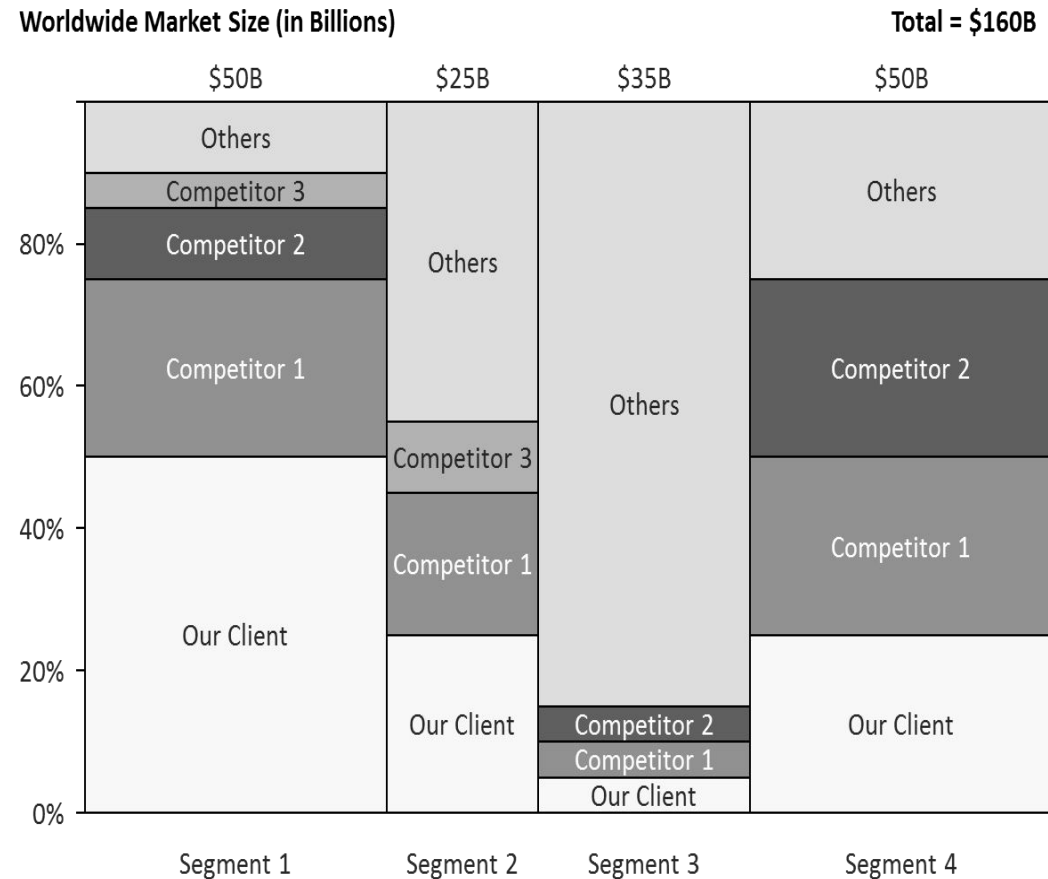 Worldwide Market Size (in Billions) Total = $160B
$50B $25B $35B $50B
Others
Competitor 3
Competitor 2
Competitor 1
Our Client
Others
Competitor 3
Competitor 1
Our Client
Others
Competitor 2
Competitor 1
Our Client
Others
Competitor 2
Competitor 1
Our Client
80%
60%
40%
20%
0%
Segment 1 Segment 2 Segment 3 Segment 4